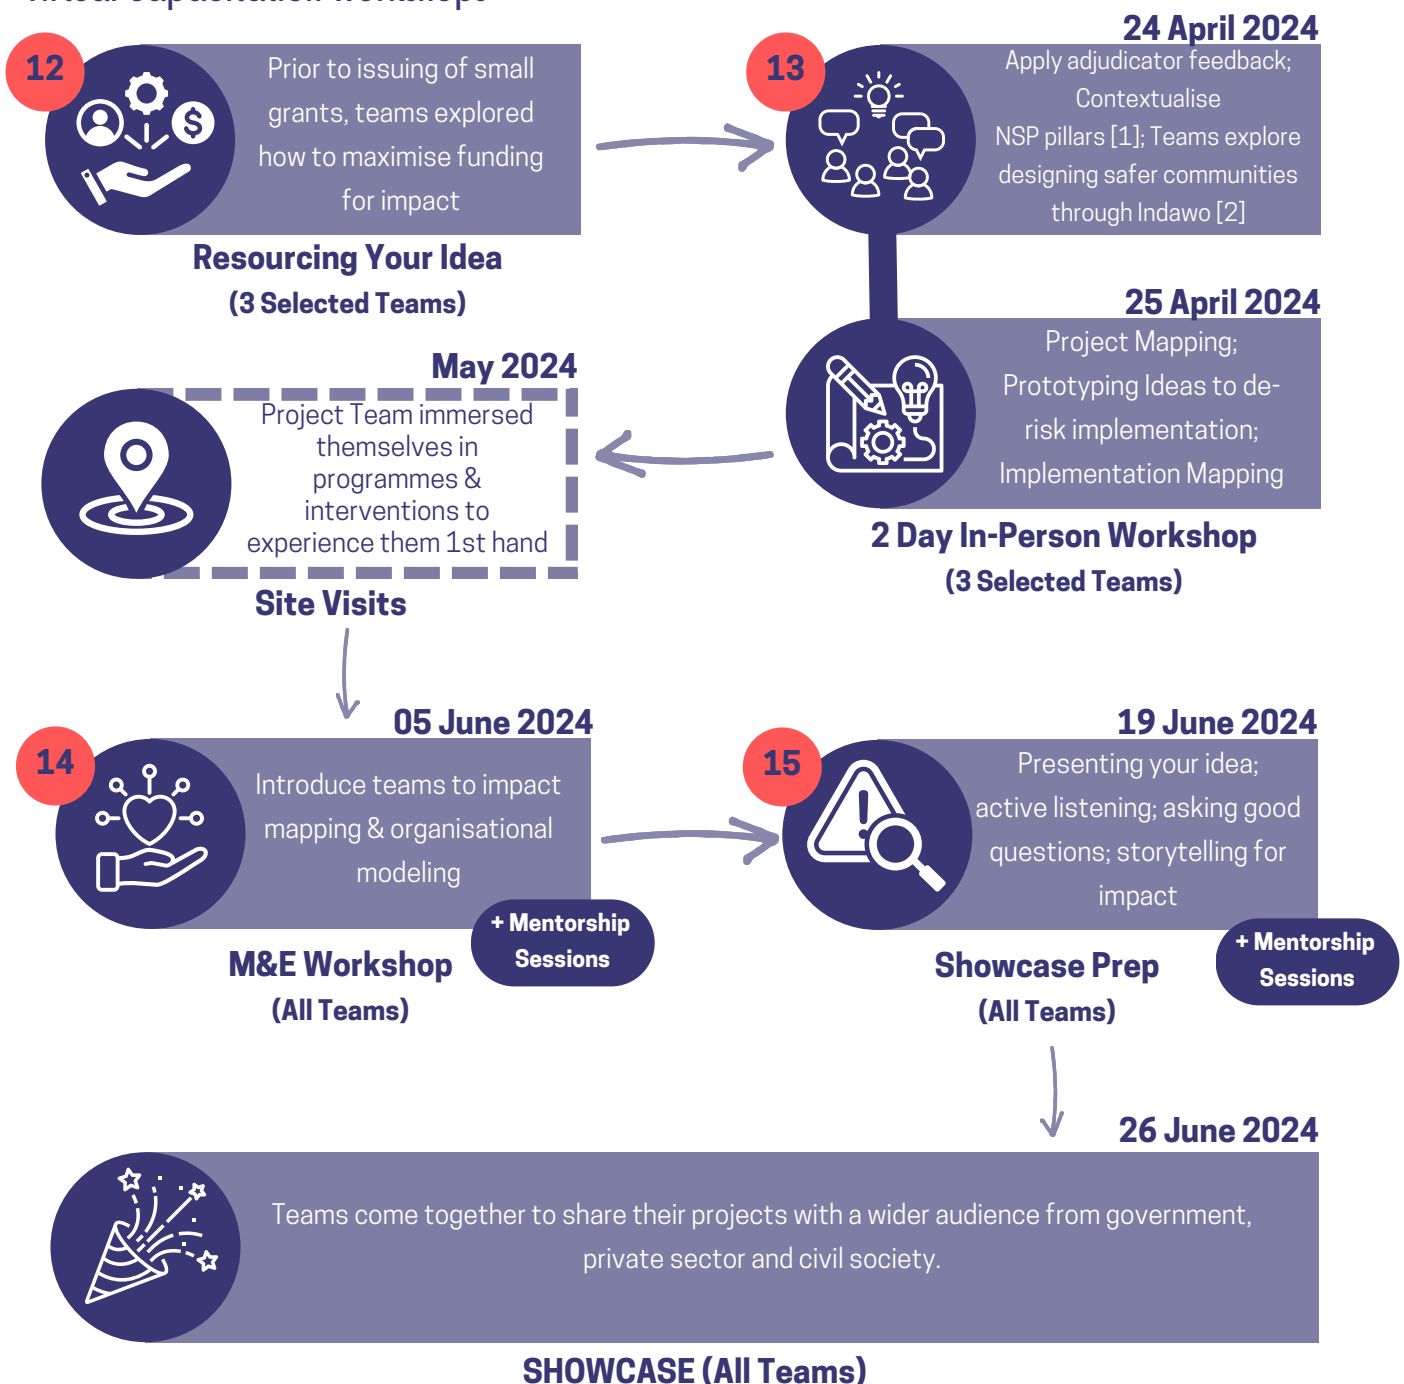 12
Prior to issuing of small
grants, teams explored
how to maximise funding
for impact
Resourcing Your Idea
(3 Selected Teams)
24 April 2024
13
Apply adjudicator feedback;
Contextualise
NSP pillars [1]; Teams explore
designing safer communities
through Indawo [2]
25 April 2024
Project Mapping;
Prototyping Ideas to de-
risk implementation;
Implementation Mapping
2 Day In-Person Workshop
(3 Selected Teams)
May 2024
Project Team immersed
themselves in
programmes &
interventions to
experience them 1st hand
Site Visits
05 June 2024
14
Introduce teams to impact
mapping & organisational
modeling
+ Mentorship
Sessions
M&E Workshop
(All Teams)
19 June 2024
15
Presenting your idea;
active listening; asking good
questions; storytelling for
impact
+ Mentorship
Sessions
Showcase Prep
(All Teams)
26 June 2024
Teams come together to share their projects with a wider audience from government,
private sector and civil society.
SHOWCASE (All Teams)